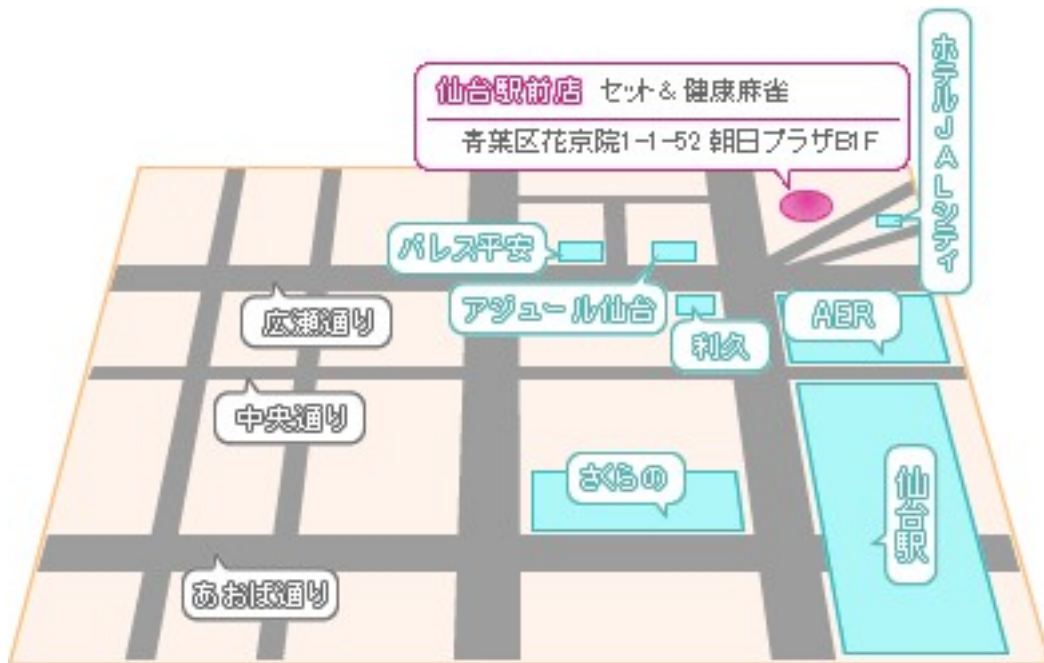 仙台駅前店 セット&健康麻雀
青葉区花京院1-1-52 朝日プラザB1F
ホテルJALシティ
パレス平安
アジュール仙台
広瀬通り
利久
AER
中央通り
さくらの
仙台駅
あおば通り